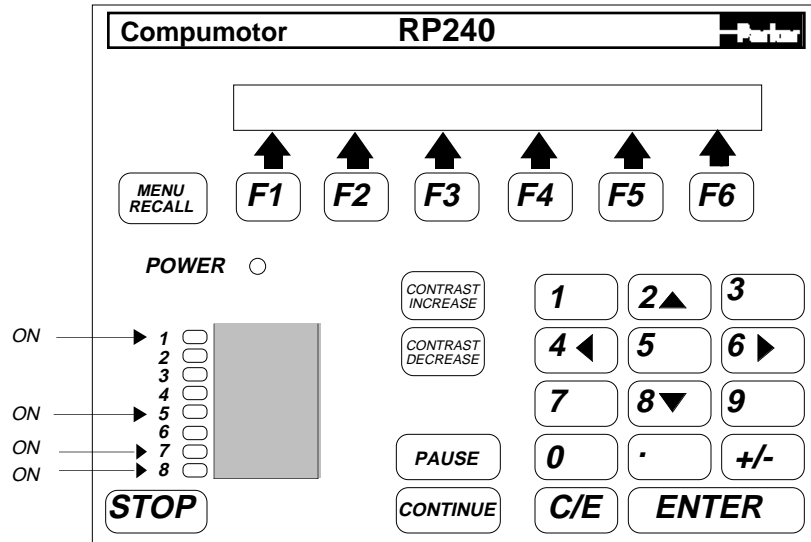 Compumotor RP240 Parker
MENU
RECALL
F1 F2 F3 F4 F5 F6
POWER
CONTRAST
INCREASE
CONTRAST
DECREASE
ON 1
2
3
4
ON 5
6
ON 7
ON 8
1 2 3
4 5 6
7 8 9
PAUSE 0 . +/-
STOP CONTINUE C/E ENTER